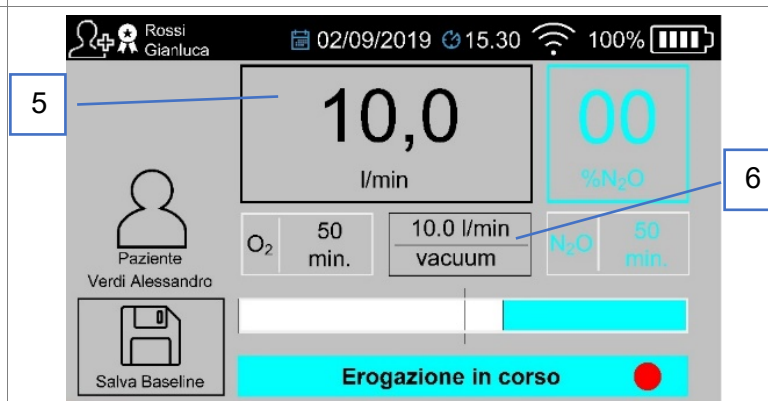 Rossi
Gianluca
02/09/2019 15.30 100%
5
10,0
l/min
00
%N₂O
6
O₂ 50 min.
10.0 l/min
vacuum
N₂O 50 min.
Paziente
Verdi Alessandro
Salva Baseline
Erogazione in corso